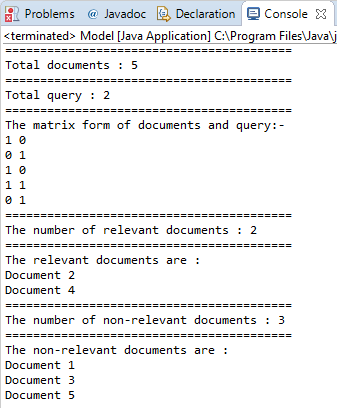 Problems @ Javadoc Declaration Console
<terminated> Model [Java Application] C:\Program Files\Java\j
=========================================
Total documents : 5
=========================================
Total query : 2
=========================================
The matrix form of documents and query:-
1 0
0 1
1 0
1 1
0 1
=========================================
The number of relevant documents : 2
=========================================
The relevant documents are :
Document 2
Document 4
=========================================
The number of non-relevant documents : 3
=========================================
The non-relevant documents are :
Document 1
Document 3
Document 5